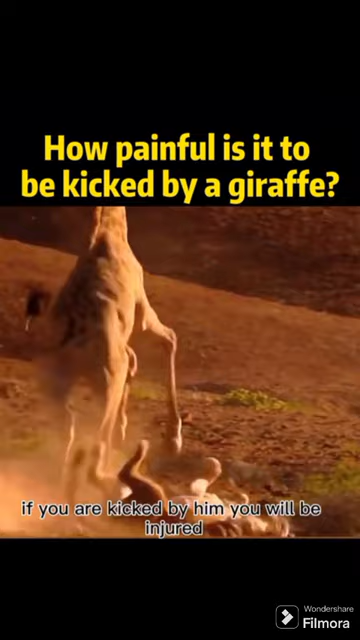 How painful is it to
be kicked by a giraffe?
if you are kicked by him you will be
injured
Wondershare
Filmora